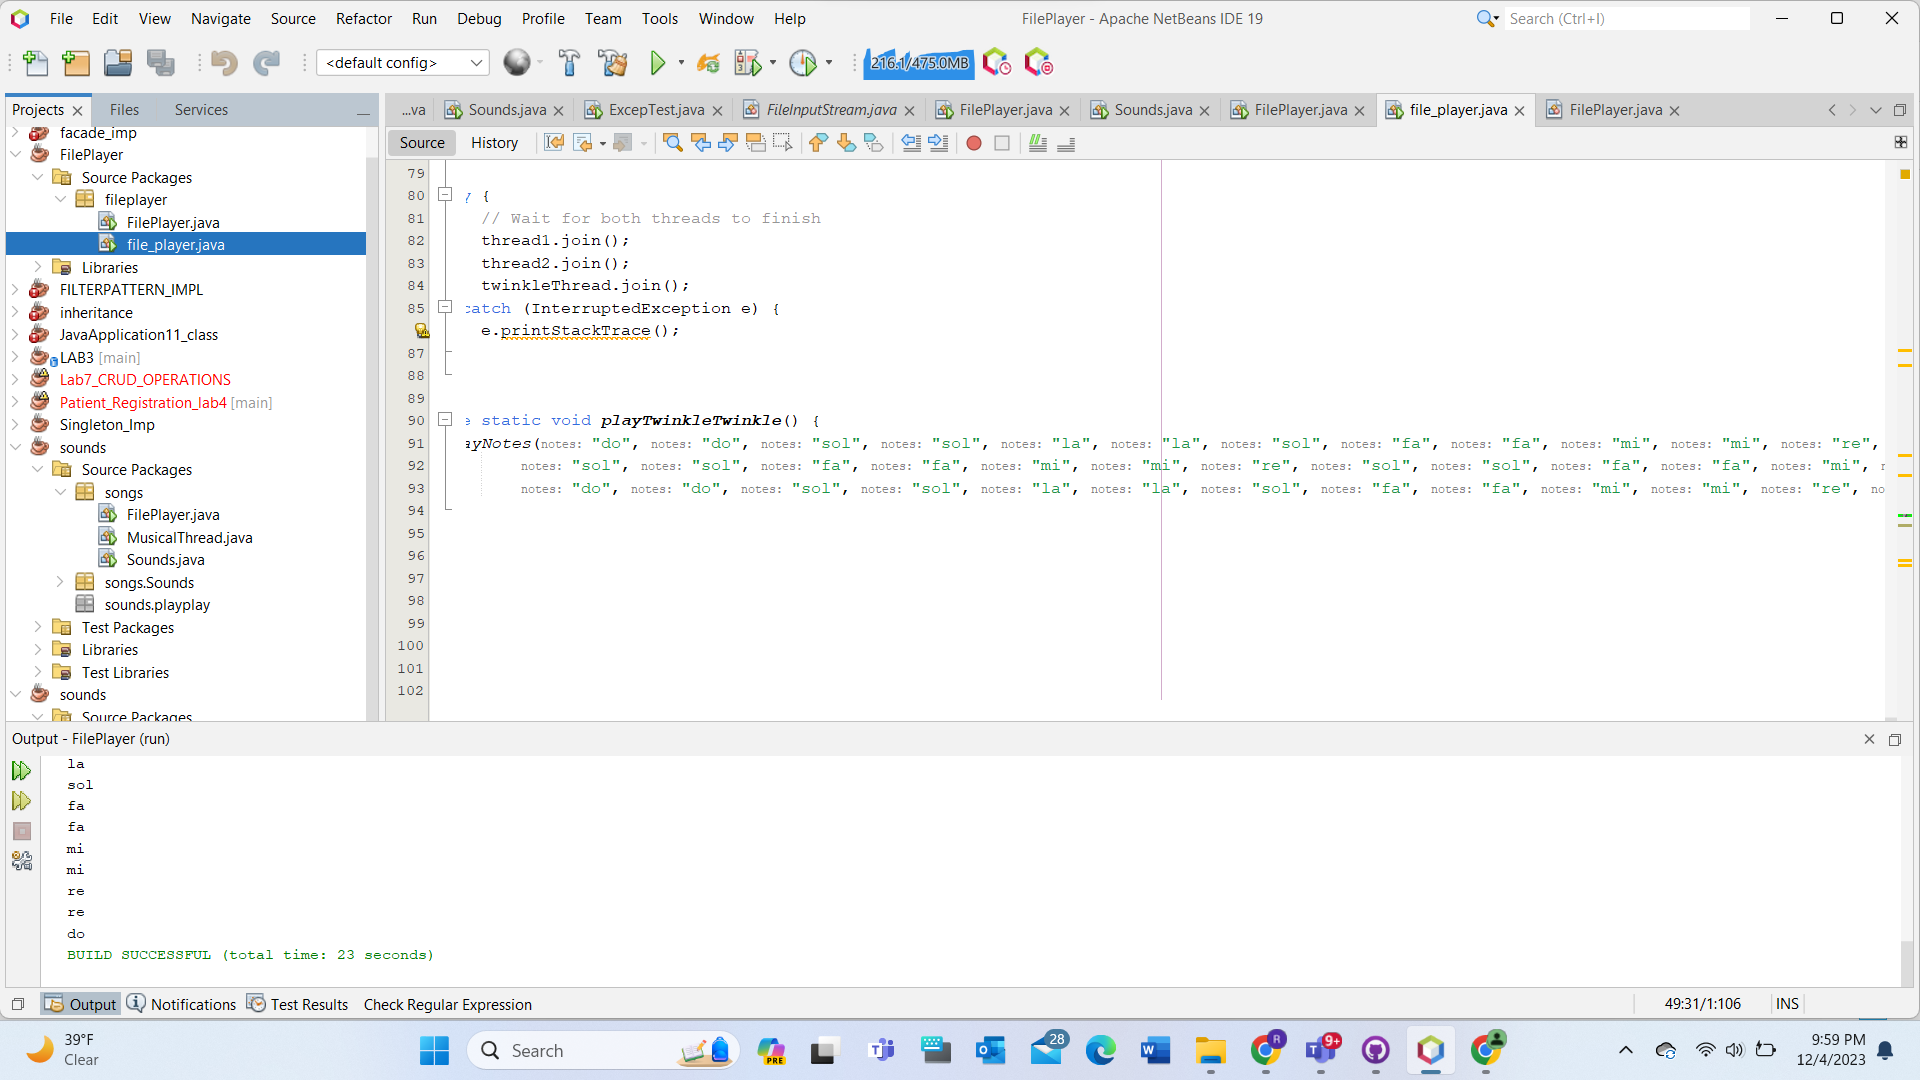 File Edit View Navigate Source Refactor Run Debug Profile Team Tools Window Help FilePlayer - Apache NetBeans IDE 19 Search (Ctrl+I)
<default config> 216.1/475.0MB
Projects Files Services
...va Sounds.java ExcepTest.java FileInputStream.java FilePlayer.java Sounds.java FilePlayer.java file_player.java FilePlayer.java
Source History
facade_imp
FilePlayer
Source Packages
fileplayer
FilePlayer.java
file_player.java
Libraries
FILTERPATTERN_IMPL
inheritance
JavaApplication11_class
LAB3 [main]
Lab7_CRUD_OPERATIONS
Patient_Registration_lab4 [main]
Singleton_Imp
sounds
Source Packages
songs
FilePlayer.java
MusicalThread.java
Sounds.java
songs.Sounds
sounds.playplay
Test Packages
Libraries
Test Libraries
sounds
Source Packages
79
80 y {
81 // Wait for both threads to finish
82 thread1.join();
83 thread2.join();
84 twinkleThread.join();
85 catch (InterruptedException e) {
e.printStackTrace();
87
88
89
90 e static void playTwinkleTwinkle() {
91 ayNotes(notes: "do", notes: "do", notes: "sol", notes: "sol", notes: "la", notes: "la", notes: "sol", notes: "fa", notes: "fa", notes: "mi", notes: "mi", notes: "re",
92 notes: "sol", notes: "sol", notes: "fa", notes: "fa", notes: "mi", notes: "mi", notes: "re", notes: "sol", notes: "sol", notes: "fa", notes: "fa", notes: "mi",
93 notes: "do", notes: "do", notes: "sol", notes: "sol", notes: "la", notes: "la", notes: "sol", notes: "fa", notes: "fa", notes: "mi", notes: "mi", notes: "re", no
94
95
96
97
98
99
100
101
102
Output - FilePlayer (run)
la
sol
fa
fa
mi
mi
re
re
do
BUILD SUCCESSFUL (total time: 23 seconds)
Output Notifications Test Results Check Regular Expression 49:31/1:106 INS
39°F
Clear
Search
PRE
28
R
9+
9:59 PM
12/4/2023